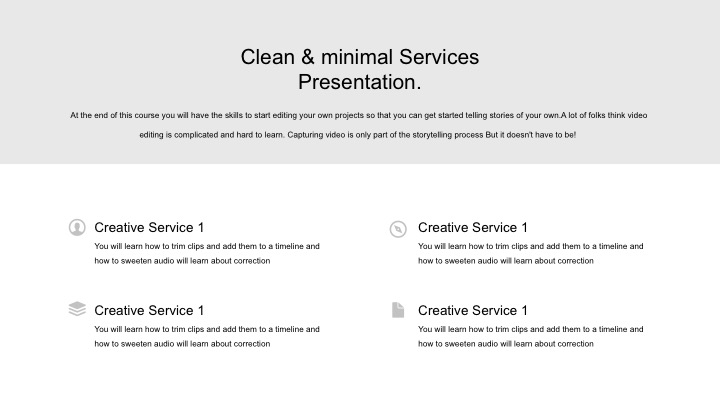 Clean & minimal Services
Presentation.
At the end of this course you will have the skills to start editing your own projects so that you can get started telling stories of your own.A lot of folks think video
editing is complicated and hard to learn. Capturing video is only part of the storytelling process But it doesn't have to be!
Creative Service 1
You will learn how to trim clips and add them to a timeline and
how to sweeten audio will learn about correction
Creative Service 1
You will learn how to trim clips and add them to a timeline and
how to sweeten audio will learn about correction
Creative Service 1
You will learn how to trim clips and add them to a timeline and
how to sweeten audio will learn about correction
Creative Service 1
You will learn how to trim clips and add them to a timeline and
how to sweeten audio will learn about correction